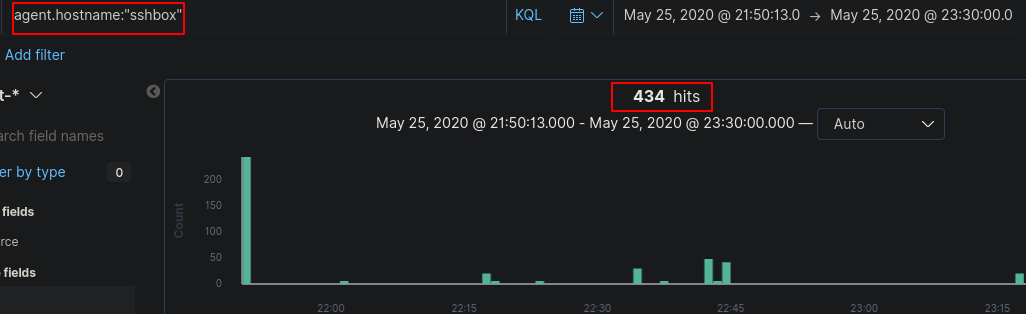 agent.hostname:"sshbox" KQL May 25, 2020 @ 21:50:13.0 → May 25, 2020 @ 23:30:00.0
Add filter
t-*
434 hits
rch field names
May 25, 2020 @ 21:50:13.000 - May 25, 2020 @ 23:30:00.000 — Auto
er by type 0
fields
rce
fields
Count
200
150
100
50
0
22:00 22:15 22:30 22:45 23:00 23:15